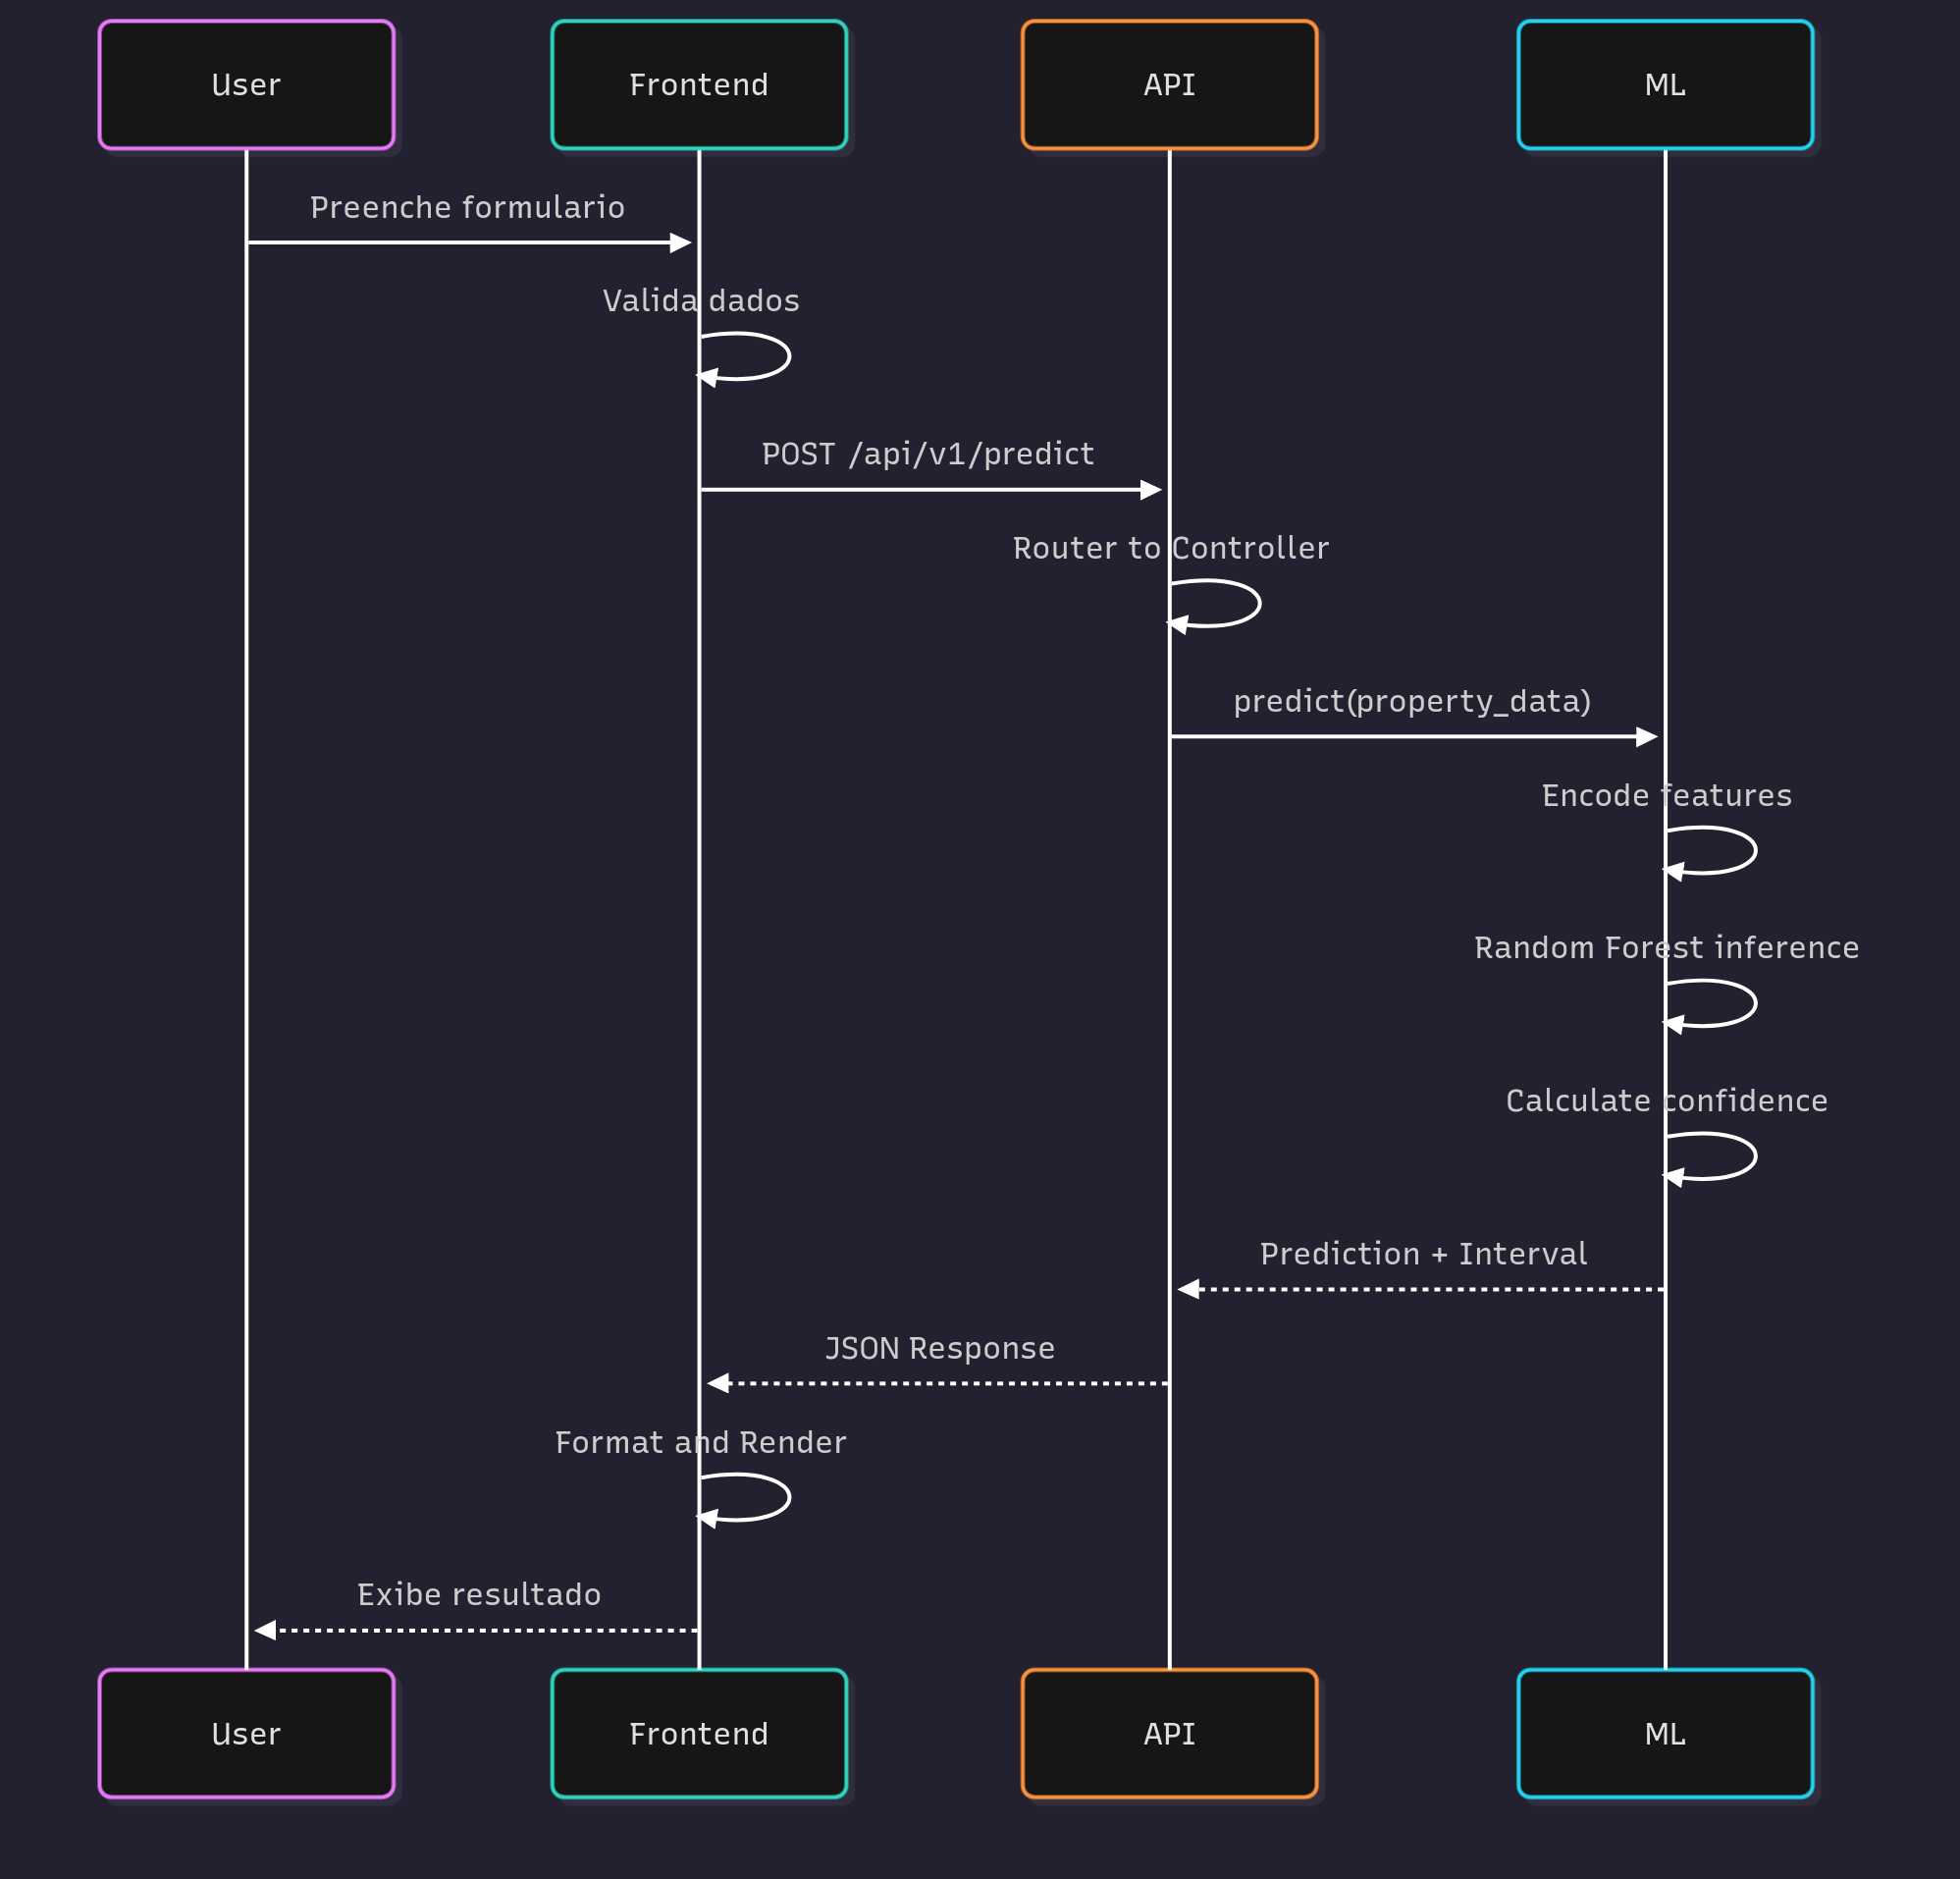 User
Frontend
API
ML
Preenche formulario
Valida dados
POST /api/v1/predict
Router to Controller
predict(property_data)
Encode features
Random Forest inference
Calculate confidence
Prediction + Interval
JSON Response
Format and Render
Exibe resultado
User
Frontend
API
ML